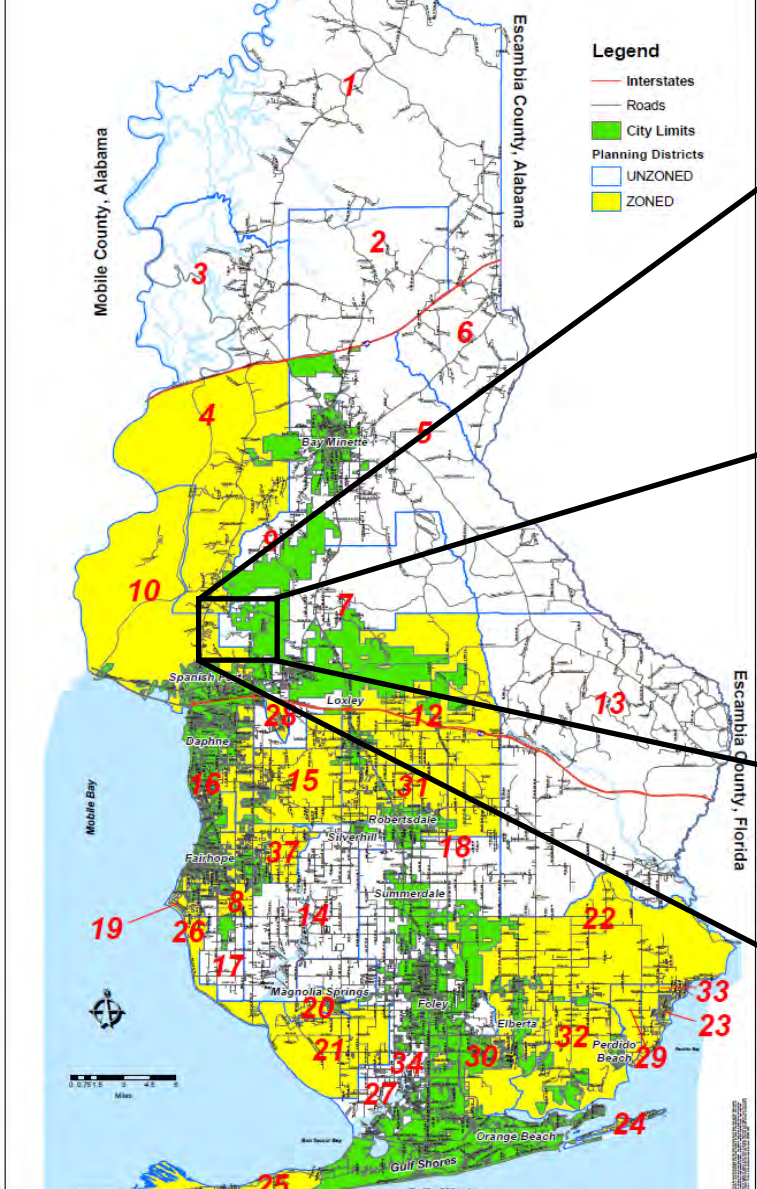 Escambia County, Alabama
Mobile County, Alabama
Legend
Interstates
Roads
City Limits
Planning Districts
UNZONED
ZONED
1
2
3
6
4
5
Bay Minette
9
10
7
Spanish Fort
13
Loxley
28
12
Escambia County, Florida
Daphne
16
15
31
Mobile Bay
Robertsdale
Silverhill
18
Fairhope
37
Summerdale
8
14
22
19
26
17
Magnolia Springs
20
Foley
33
Elberta
23
21
32
Perdido
Beach
29
34
30
27
Miles
24
Bon Secour Bay
Orange Beach
Gulf Shores
25